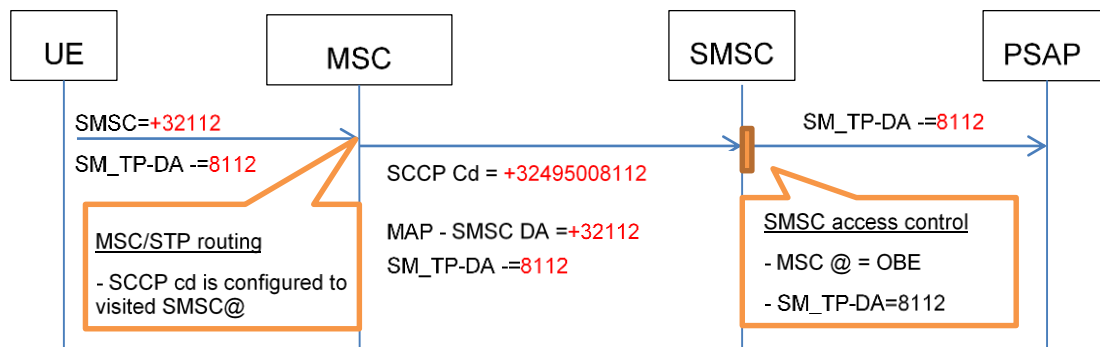 UE
MSC
SMSC
PSAP
SMSC=+32112
SM_TP-DA -=8112
SM_TP-DA -=8112
SCCP Cd = +32495008112
MAP - SMSC DA =+32112
SM_TP-DA -=8112
MSC/STP routing
- SCCP cd is configured to
visited SMSC@
SMSC access control
- MSC @ = OBE
- SM_TP-DA=8112